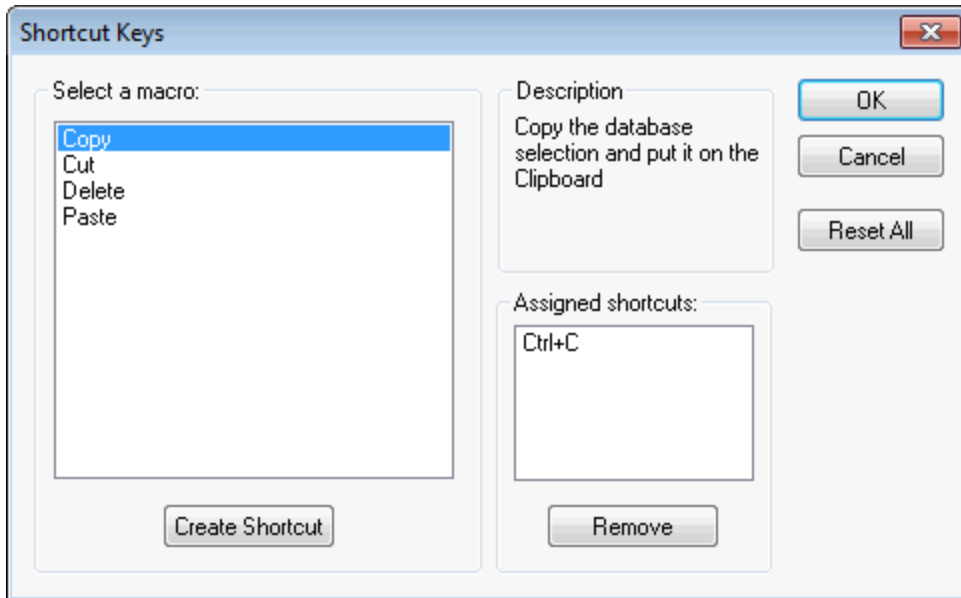 Shortcut Keys
Select a macro:
Copy
Cut
Delete
Paste
Create Shortcut
Description
Copy the database
selection and put it on the
Clipboard
Assigned shortcuts:
Ctrl+C
Remove
OK
Cancel
Reset All